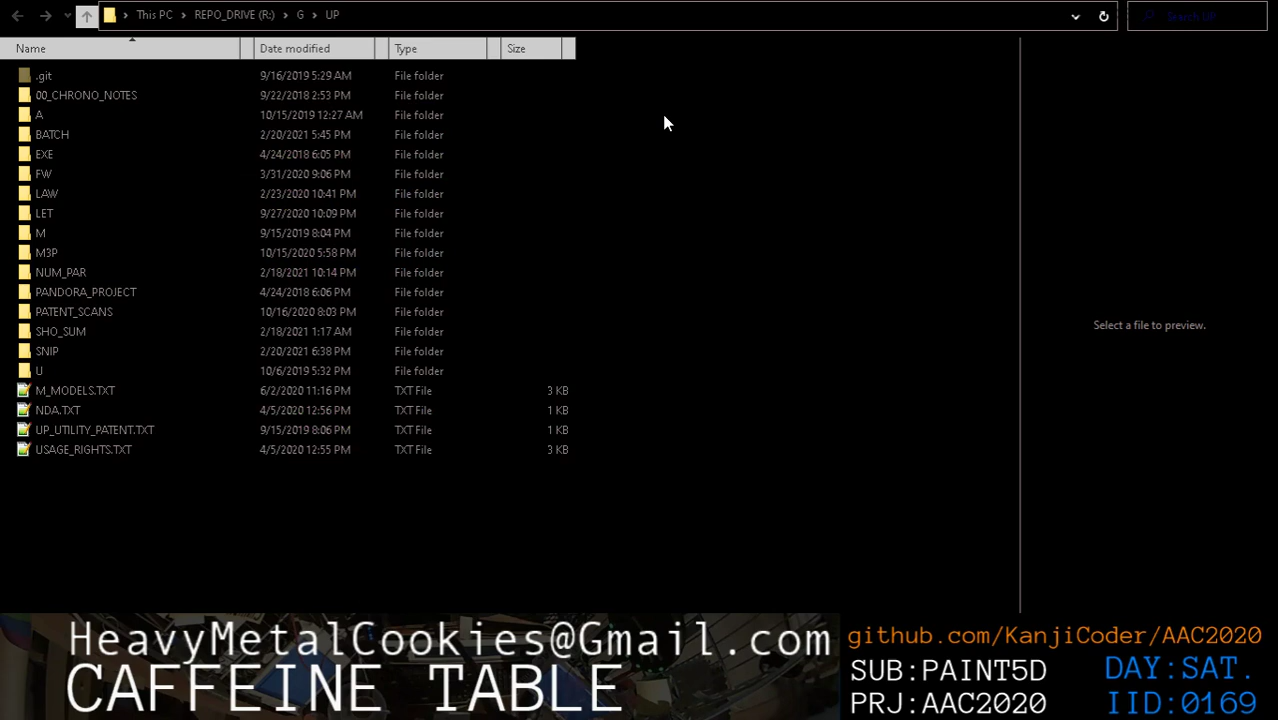 This PC > REPO_DRIVE (R:) > G > UP Search UP
Name Date modified Type Size
.git 9/16/2019 5:29 AM File folder
00_CHRONO_NOTES 9/22/2018 2:53 PM File folder
A 10/15/2019 12:27 AM File folder
BATCH 2/20/2021 5:45 PM File folder
EXE 4/24/2018 6:05 PM File folder
FW 3/31/2020 9:06 PM File folder
LAW 2/23/2020 10:41 PM File folder
LET 9/27/2020 10:09 PM File folder
M 9/15/2019 8:04 PM File folder
M3P 10/15/2020 5:58 PM File folder
NUM_PAR 2/18/2021 10:14 PM File folder
PANDORA_PROJECT 4/24/2018 6:06 PM File folder
PATENT_SCANS 10/16/2020 8:03 PM File folder
SHO_SUM 2/18/2021 1:17 AM File folder
SNIP 2/20/2021 6:38 PM File folder
U 10/6/2019 5:32 PM File folder
M_MODELS.TXT 6/2/2020 11:16 PM TXT File 3 KB
NDA.TXT 4/5/2020 12:56 PM TXT File 1 KB
UP_UTILITY_PATENT.TXT 9/15/2019 8:06 PM TXT File 1 KB
USAGE_RIGHTS.TXT 4/5/2020 12:55 PM TXT File 3 KB
Select a file to preview.
HeavyMetalCookies@Gmail.com
CAFFEINE TABLE
github.com/KanjiCoder/AAC2020
SUB:PAINT5D DAY:SAT.
PRJ:AAC2020 IID:0169